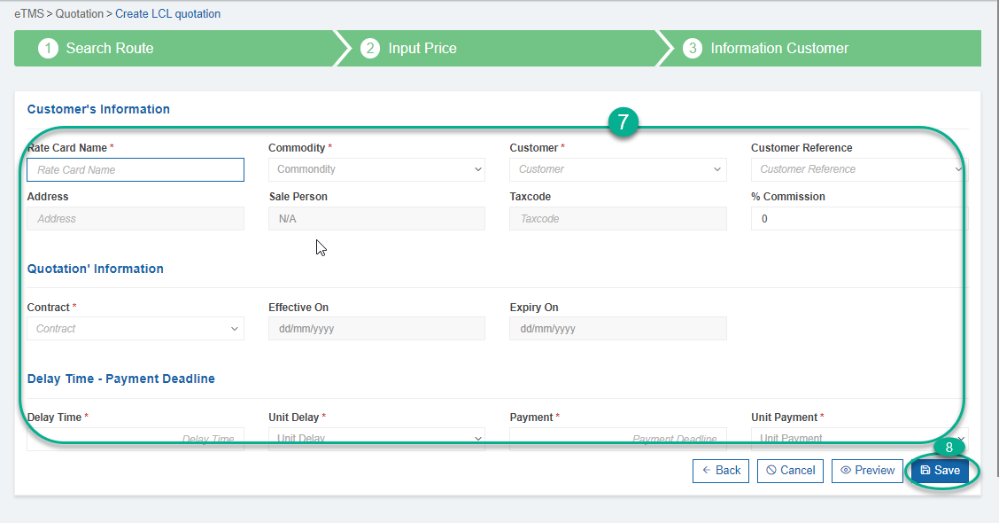 eTMS > Quotation > Create LCL quotation
1 Search Route 2 Input Price 3 Information Customer
Customer's Information
7
Rate Card Name * Commodity * Customer * Customer Reference
Rate Card Name Commondity Customer Customer Reference
Address Sale Person Taxcode % Commission
Address N/A Taxcode 0
Quotation' Information
Contract * Effective On Expiry On
Contract dd/mm/yyyy dd/mm/yyyy
Delay Time - Payment Deadline
Delay Time * Unit Delay * Payment * Unit Payment *
Delay Time Unit Delay Payment Deadline Unit Payment
8
Back Cancel Preview Save